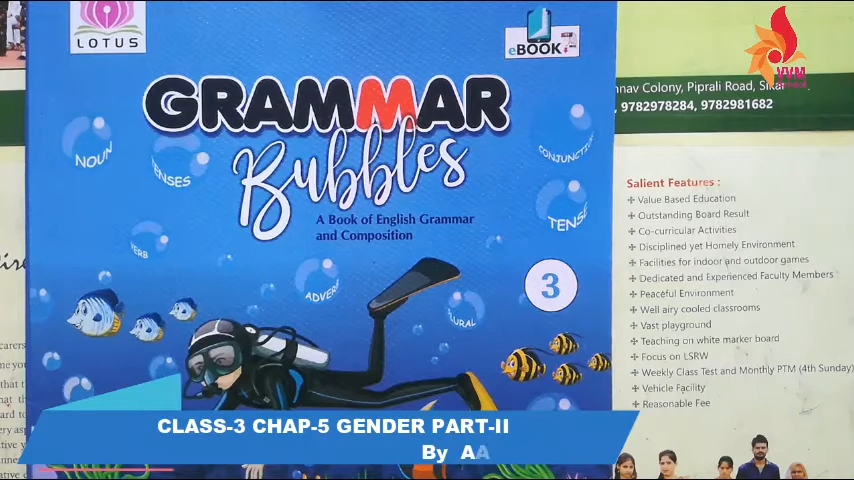 LOTUS
eBOOK
GRAMMAR
Bubbles
A Book of English Grammar
and Composition
3
NOUN
TENSES
VERB
ADVERB
CONJUNCTION
TENSE
PLURAL
VVM
Colony, Piprali Road, Sikar
, 9782978284, 9782981682
Salient Features :
Value Based Education
Outstanding Board Result
Co-curricular Activities
Disciplined yet Homely Environment
Facilities for indoor and outdoor games
Dedicated and Experienced Faculty Members
Peaceful Environment
Well airy cooled classrooms
Vast playground
Teaching on white marker board
Focus on LSRW
Weekly Class Test and Monthly PTM (4th Sunday)
Vehicle Facility
Reasonable Fee
CLASS-3 CHAP-5 GENDER PART-II
By AA